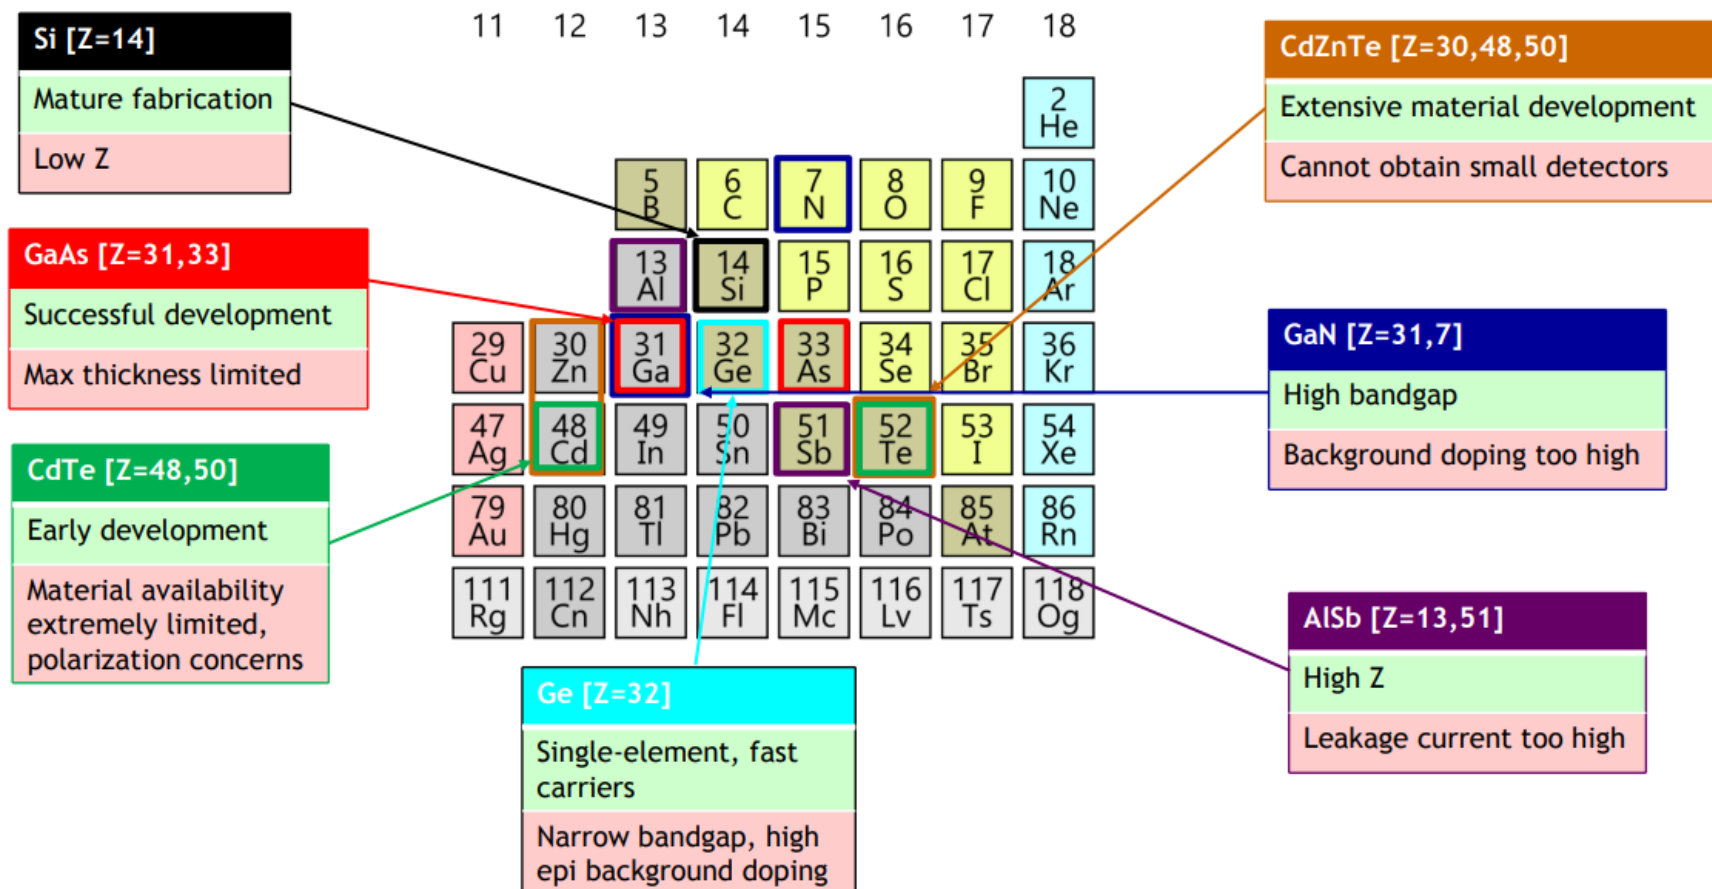 11 12 13 14 15 16 17 18
Si [Z=14]
Mature fabrication
Low Z
GaAs [Z=31,33]
Successful development
Max thickness limited
CdTe [Z=48,50]
Early development
Material availability
extremely limited,
polarization concerns
2
He
5 6 7 8 9 10
B C N O F Ne
13 14 15 16 17 18
Al Si P S Cl Ar
29 30 31 32 33 34 35 36
Cu Zn Ga Ge As Se Br Kr
47 48 49 50 51 52 53 54
Ag Cd In Sn Sb Te I Xe
79 80 81 82 83 84 85 86
Au Hg Tl Pb Bi Po At Rn
111 112 113 114 115 116 117 118
Rg Cn Nh Fl Mc Lv Ts Og
Ge [Z=32]
Single-element, fast
carriers
Narrow bandgap, high
epi background doping
CdZnTe [Z=30,48,50]
Extensive material development
Cannot obtain small detectors
GaN [Z=31,7]
High bandgap
Background doping too high
AlSb [Z=13,51]
High Z
Leakage current too high